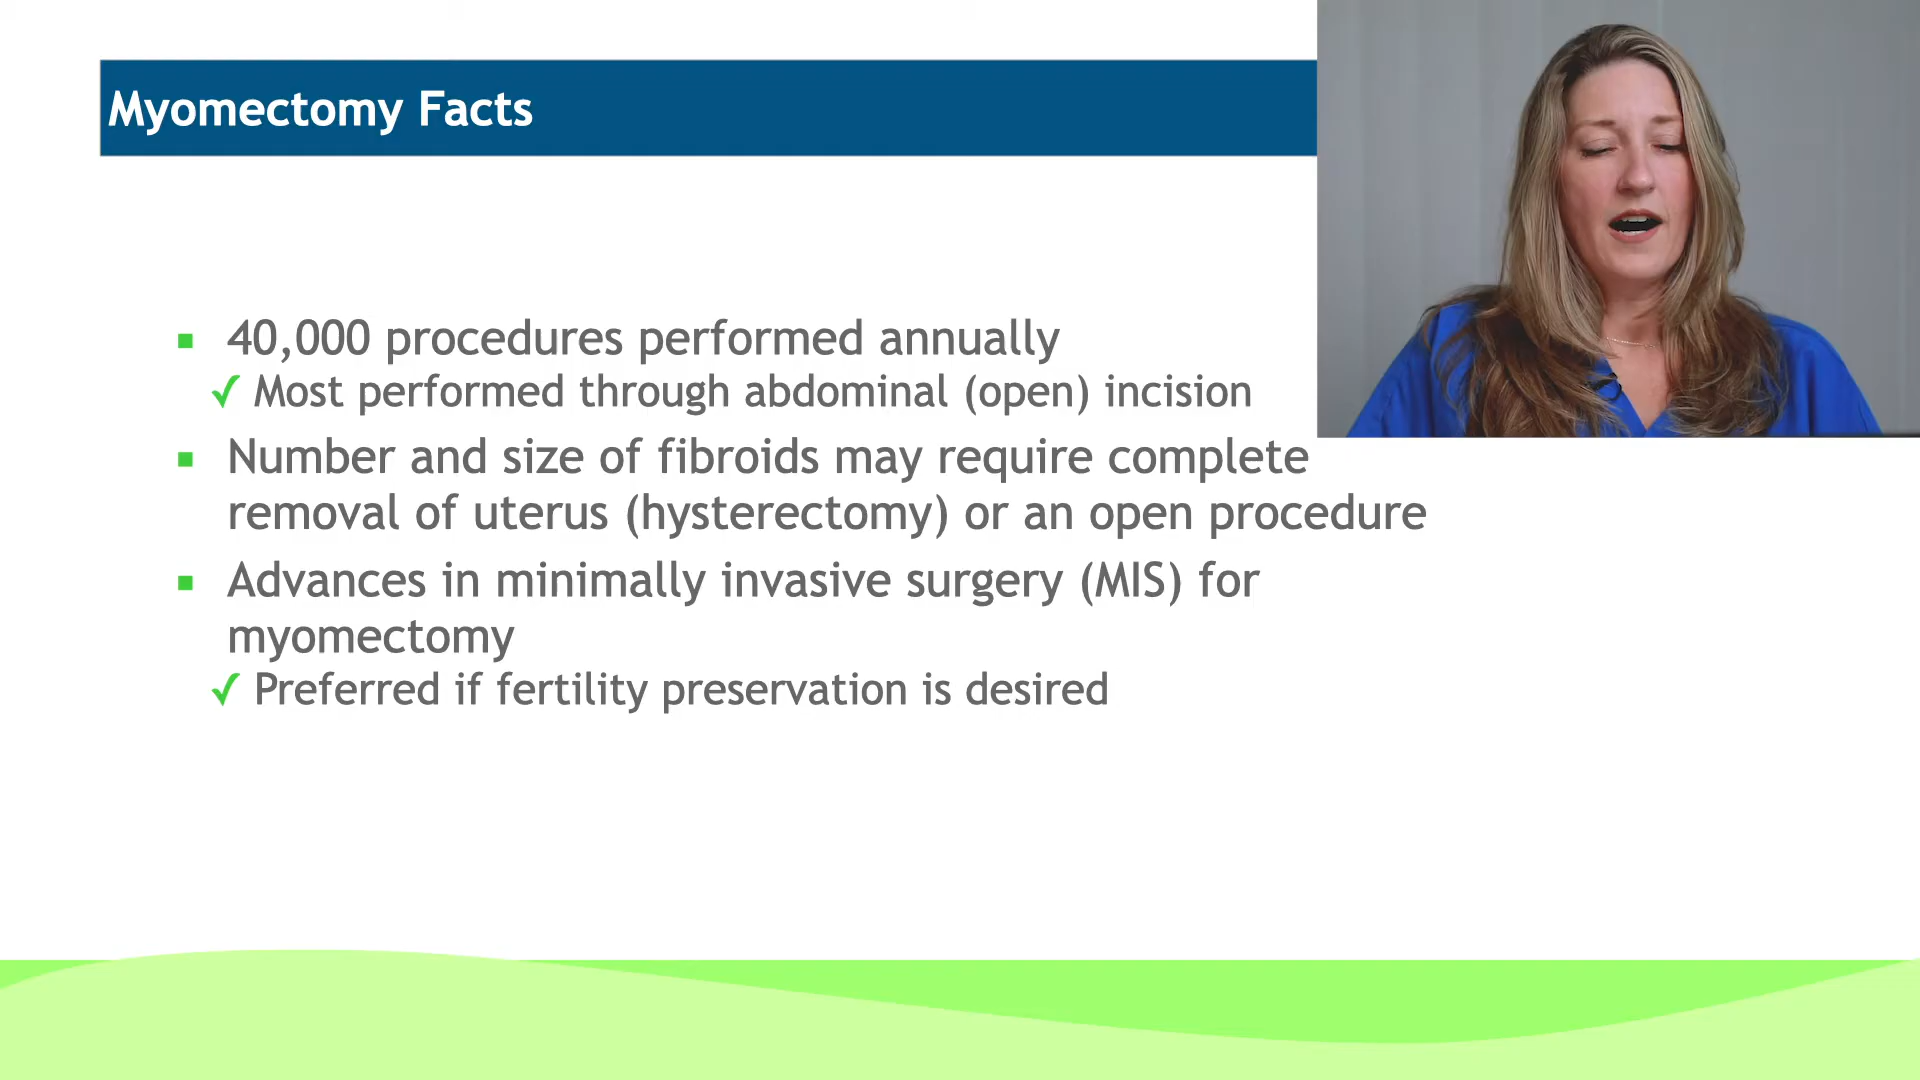 Myomectomy Facts
▪ 40,000 procedures performed annually
✓ Most performed through abdominal (open) incision
▪ Number and size of fibroids may require complete
removal of uterus (hysterectomy) or an open procedure
▪ Advances in minimally invasive surgery (MIS) for
myomectomy
✓ Preferred if fertility preservation is desired